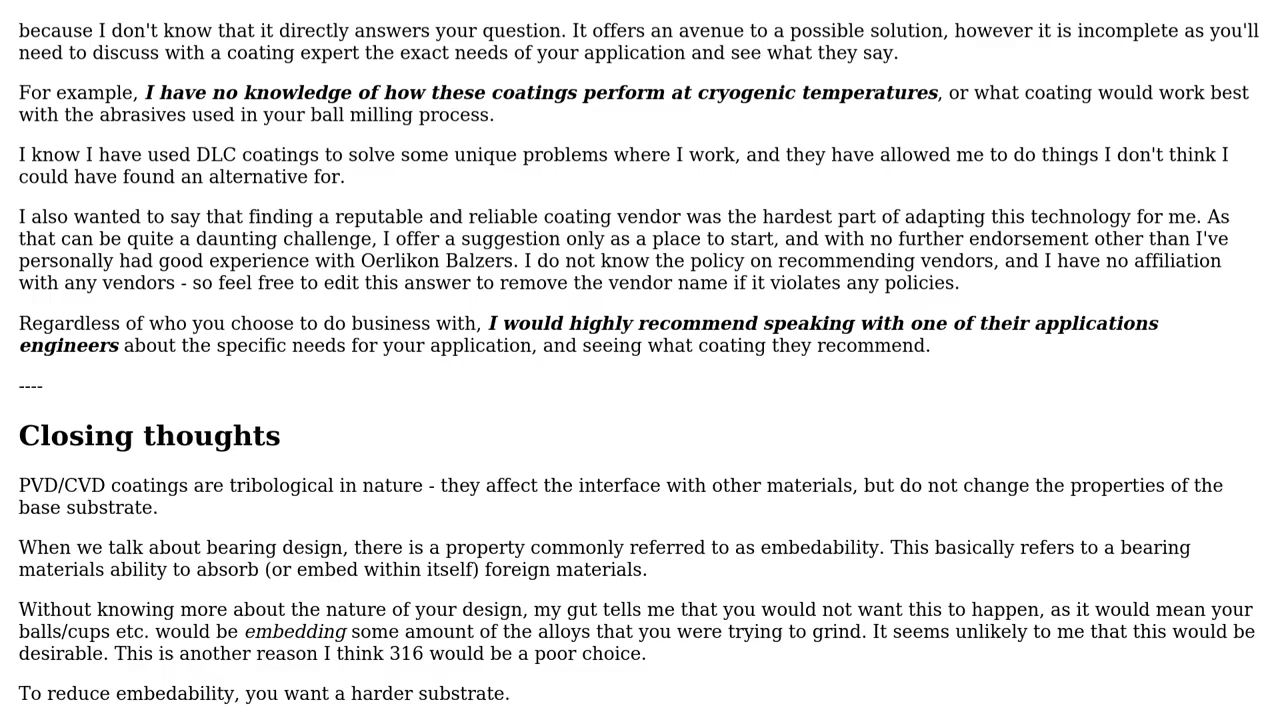 because I don't know that it directly answers your question. It offers an avenue to a possible solution, however it is incomplete as you'll
need to discuss with a coating expert the exact needs of your application and see what they say.
For example, I have no knowledge of how these coatings perform at cryogenic temperatures, or what coating would work best
with the abrasives used in your ball milling process.
I know I have used DLC coatings to solve some unique problems where I work, and they have allowed me to do things I don't think I
could have found an alternative for.
I also wanted to say that finding a reputable and reliable coating vendor was the hardest part of adapting this technology for me. As
that can be quite a daunting challenge, I offer a suggestion only as a place to start, and with no further endorsement other than I've
personally had good experience with Oerlikon Balzers. I do not know the policy on recommending vendors, and I have no affiliation
with any vendors - so feel free to edit this answer to remove the vendor name if it violates any policies.
Regardless of who you choose to do business with, I would highly recommend speaking with one of their applications
engineers about the specific needs for your application, and seeing what coating they recommend.
----
Closing thoughts
PVD/CVD coatings are tribological in nature - they affect the interface with other materials, but do not change the properties of the
base substrate.
When we talk about bearing design, there is a property commonly referred to as embedability. This basically refers to a bearing
materials ability to absorb (or embed within itself) foreign materials.
Without knowing more about the nature of your design, my gut tells me that you would not want this to happen, as it would mean your
balls/cups etc. would be embedding some amount of the alloys that you were trying to grind. It seems unlikely to me that this would be
desirable. This is another reason I think 316 would be a poor choice.
To reduce embedability, you want a harder substrate.